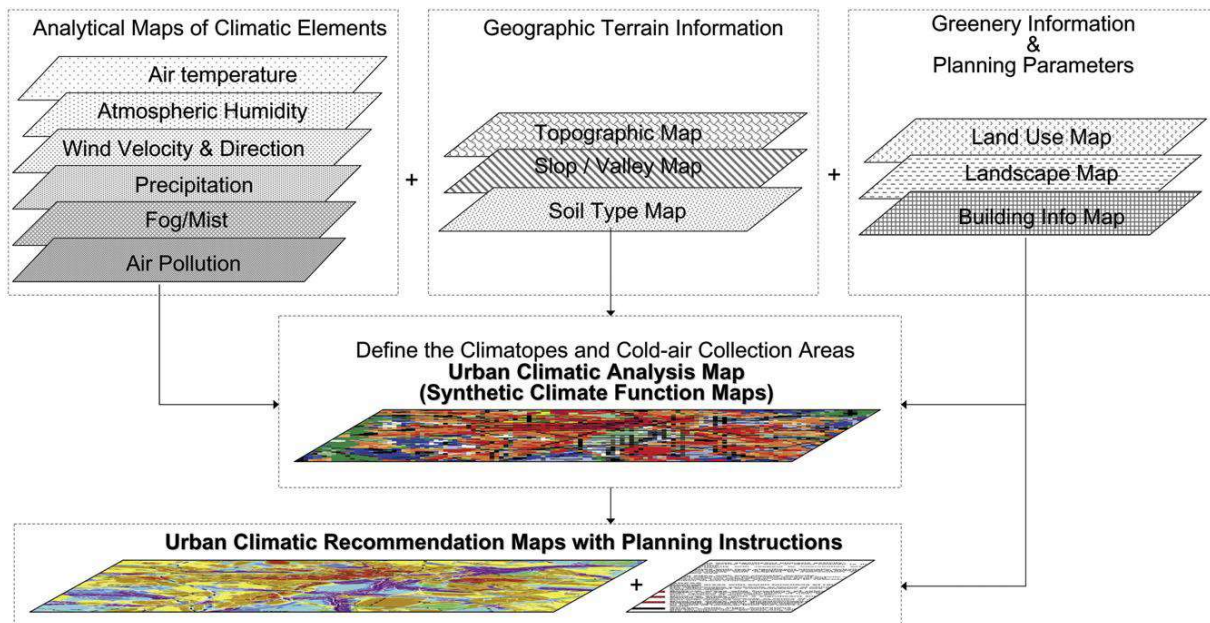 Analytical Maps of Climatic Elements
Air temperature
Atmospheric Humidity
Wind Velocity & Direction
Precipitation
Fog/Mist
Air Pollution
+
Geographic Terrain Information
Topographic Map
Slop / Valley Map
Soil Type Map
+
Greenery Information
&
Planning Parameters
Land Use Map
Landscape Map
Building Info Map
Define the Climatopes and Cold-air Collection Areas
Urban Climatic Analysis Map
(Synthetic Climate Function Maps)
Urban Climatic Recommendation Maps with Planning Instructions
+